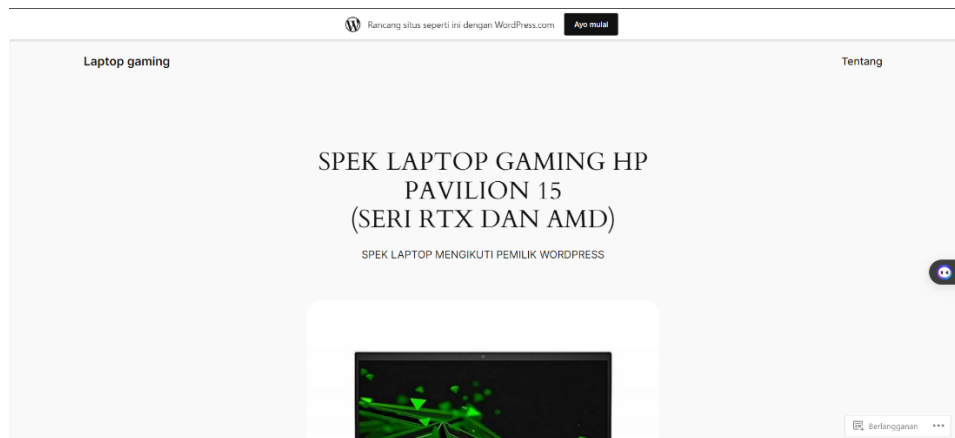 Rancang situs seperti ini dengan WordPress.com
Ayo mulai
Laptop gaming
Tentang
SPEK LAPTOP GAMING HP
PAVILION 15
(SERI RTX DAN AMD)
SPEK LAPTOP MENGIKUTI PEMILIK WORDPRESS
Berlangganan